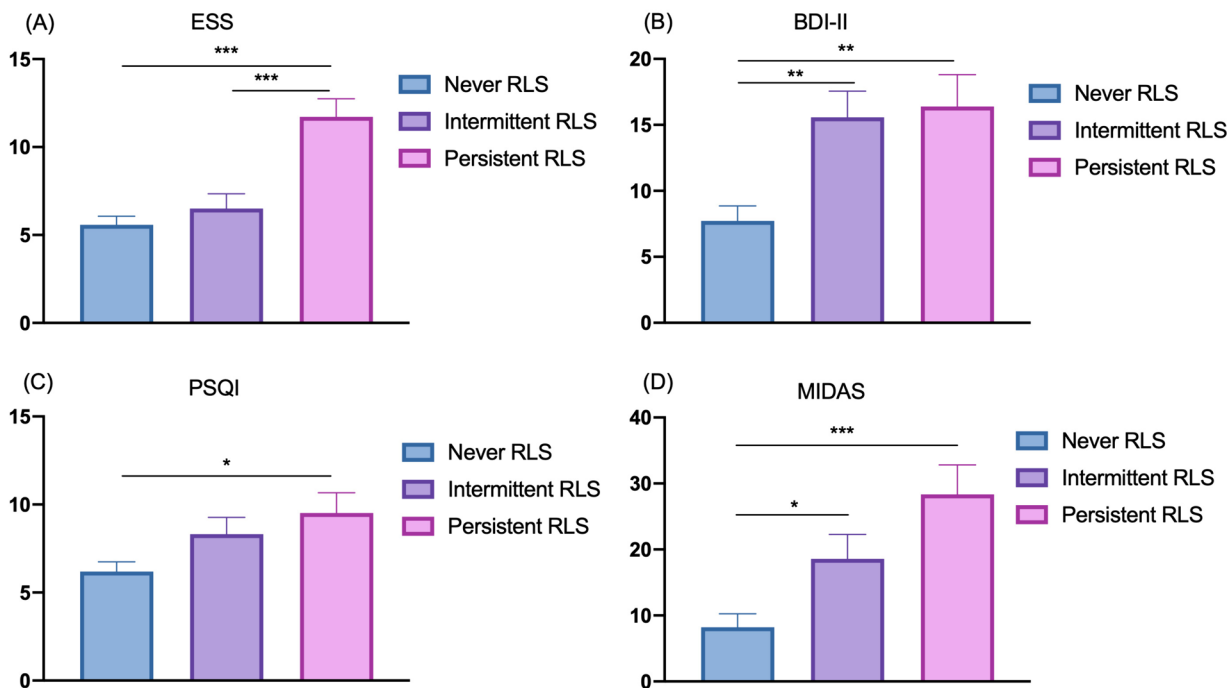 (A)
ESS
15
10
5
0
***
***
Never RLS
Intermittent RLS
Persistent RLS
(B)
BDI-II
20
15
10
5
0
**
**
Never RLS
Intermittent RLS
Persistent RLS
(C)
PSQI
15
10
5
0
*
Never RLS
Intermittent RLS
Persistent RLS
(D)
MIDAS
40
30
20
10
0
***
*
Never RLS
Intermittent RLS
Persistent RLS